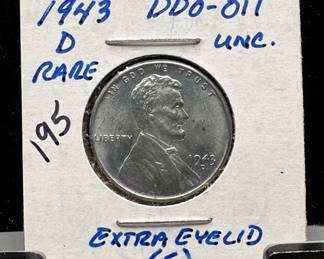 1943 DDO-011
D UNC.
RARE
195
IN GOD WE TRUST
LIBERTY
1943
D
EXTRA EYELID